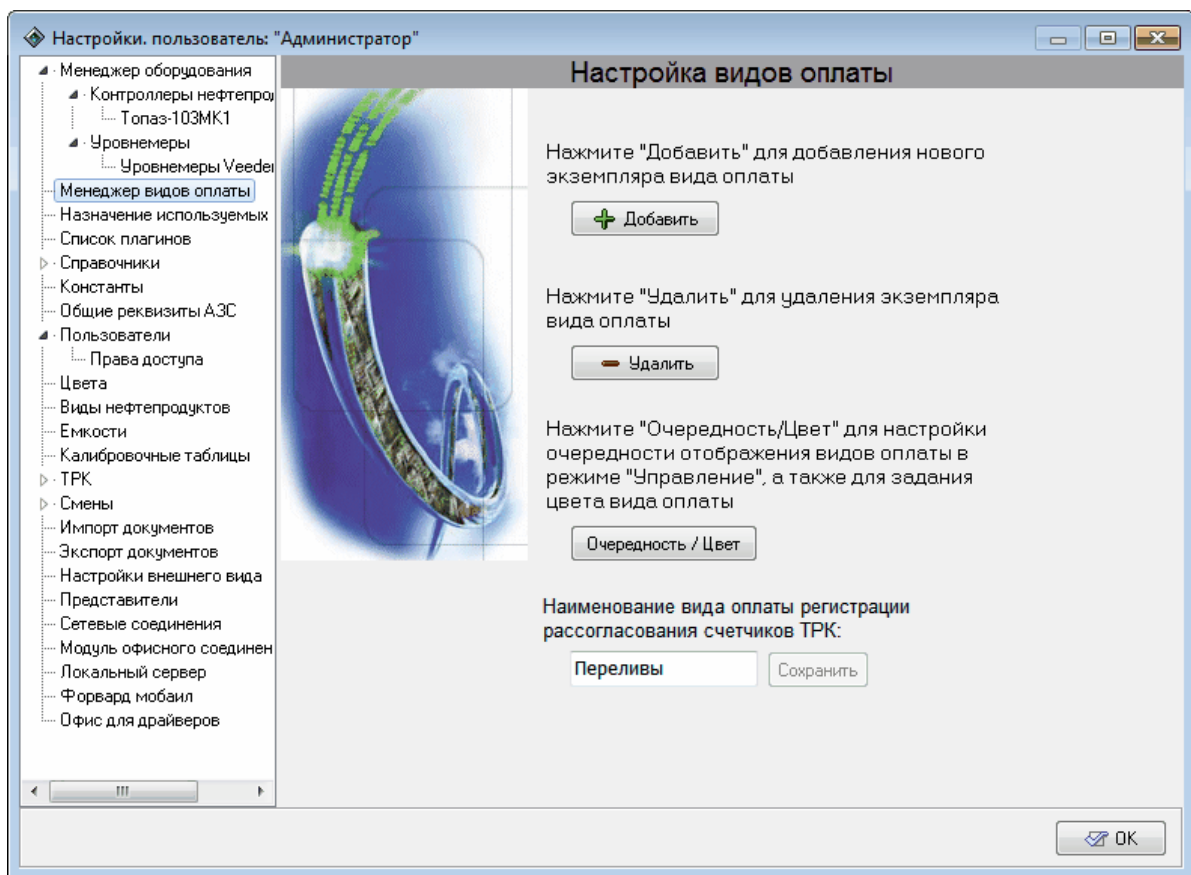 Настройки. пользователь: "Администратор"
Менеджер оборудования
Контроллеры нефтепро
Топаз-103МК1
Уровнемеры
Уровнемеры Veeder
Менеджер видов оплаты
Назначение используемых
Список плагинов
Справочники
Константы
Общие реквизиты АЗС
Пользователи
Права доступа
Цвета
Виды нефтепродуктов
Емкости
Калибровочные таблицы
ТРК
Смены
Импорт документов
Экспорт документов
Настройки внешнего вида
Представители
Сетевые соединения
Модуль офисного соединен
Локальный сервер
Форвард мобаил
Офис для драйверов
Настройка видов оплаты
Нажмите "Добавить" для добавления нового
экземпляра вида оплаты
Добавить
Нажмите "Удалить" для удаления экземпляра
вида оплаты
Удалить
Нажмите "Очередность/Цвет" для настройки
очередности отображения видов оплаты в
режиме "Управление", а также для задания
цвета вида оплаты
Очередность / Цвет
Наименование вида оплаты регистрации
рассогласования счетчиков ТРК:
Переливы
Сохранить
OK